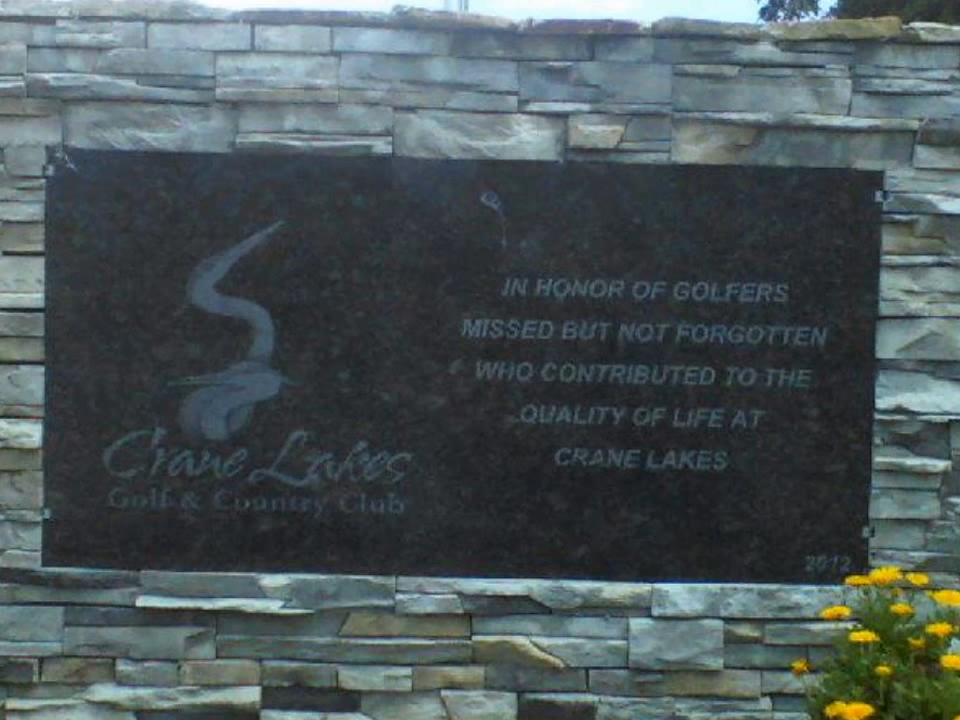 IN HONOR OF GOLFERS
MISSED BUT NOT FORGOTTEN
WHO CONTRIBUTED TO THE
QUALITY OF LIFE AT
CRANE LAKES
Crane Lakes
Golf & Country Club
2012